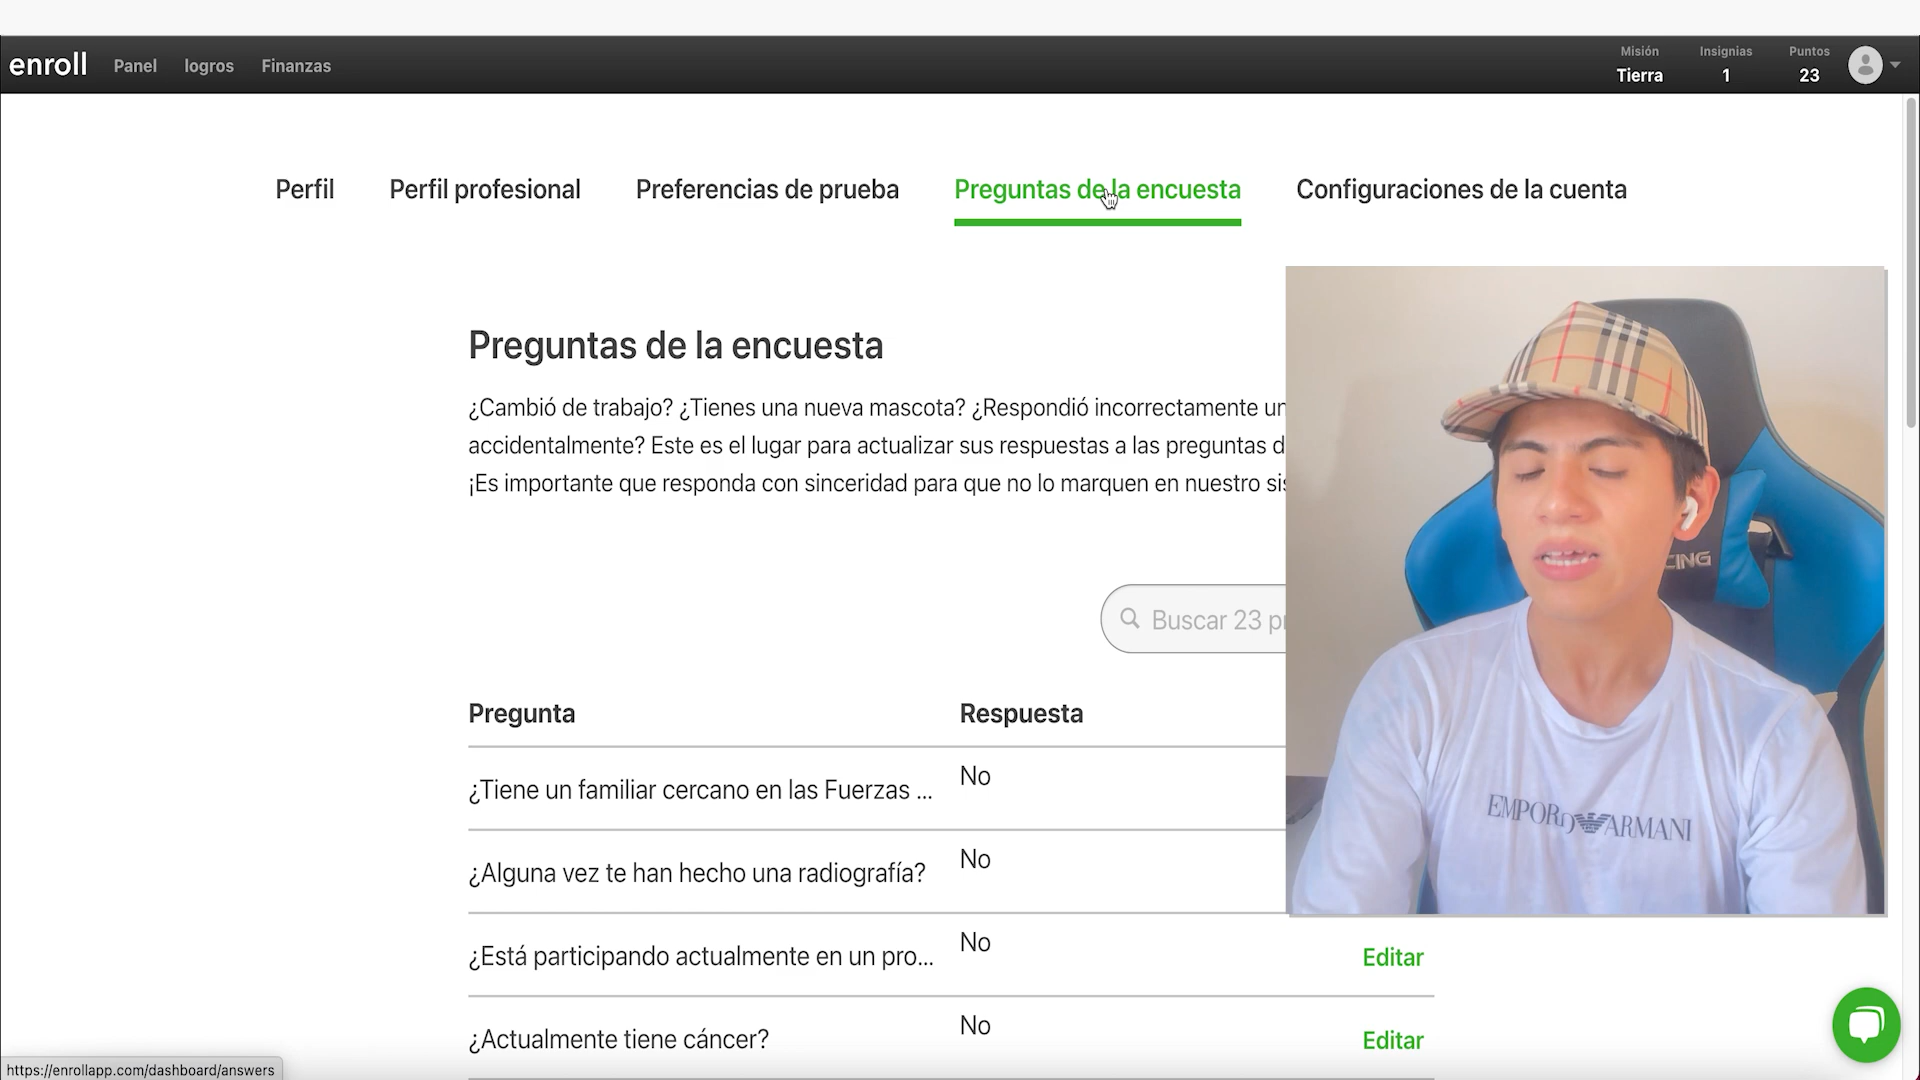 enroll Panel logros Finanzas
Misión Insignias Puntos
Tierra 1 23
Perfil Perfil profesional Preferencias de prueba Preguntas de la encuesta Configuraciones de la cuenta
Preguntas de la encuesta
¿Cambió de trabajo? ¿Tienes una nueva mascota? ¿Respondió incorrectamente
accidentalmente? Este es el lugar para actualizar sus respuestas a las preguntas
¡Es importante que responda con sinceridad para que no lo marquen en nuestro
Buscar 23
Pregunta Respuesta
¿Tiene un familiar cercano en las Fuerzas ... No
¿Alguna vez te han hecho una radiografía? No
¿Está participando actualmente en un pro... No Editar
¿Actualmente tiene cáncer? No Editar
CING
EMPORIO ARMANI
https://enrollapp.com/dashboard/answers